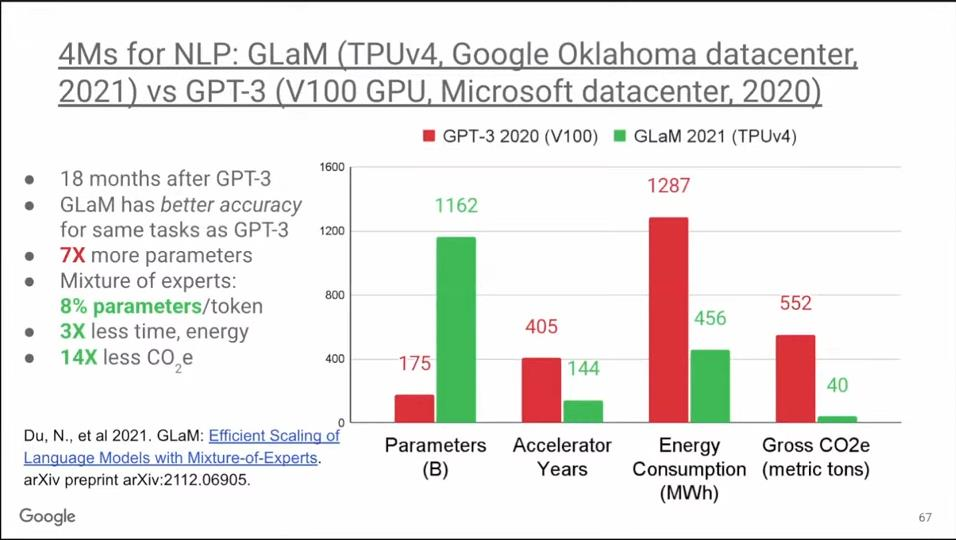 4Ms for NLP: GLaM (TPUv4, Google Oklahoma datacenter,
2021) vs GPT-3 (V100 GPU, Microsoft datacenter, 2020)
● 18 months after GPT-3
● GLaM has better accuracy
for same tasks as GPT-3
● 7X more parameters
● Mixture of experts:
8% parameters/token
● 3X less time, energy
● 14X less CO₂e
GPT-3 2020 (V100) GLaM 2021 (TPUv4)
1600
1200
800
400
0
175 1162
405 144
1287 456
552 40
Parameters
(B)
Accelerator
Years
Energy
Consumption
(MWh)
Gross CO2e
(metric tons)
Du, N., et al 2021. GLaM: Efficient Scaling of
Language Models with Mixture-of-Experts.
arXiv preprint arXiv:2112.06905.
Google
67